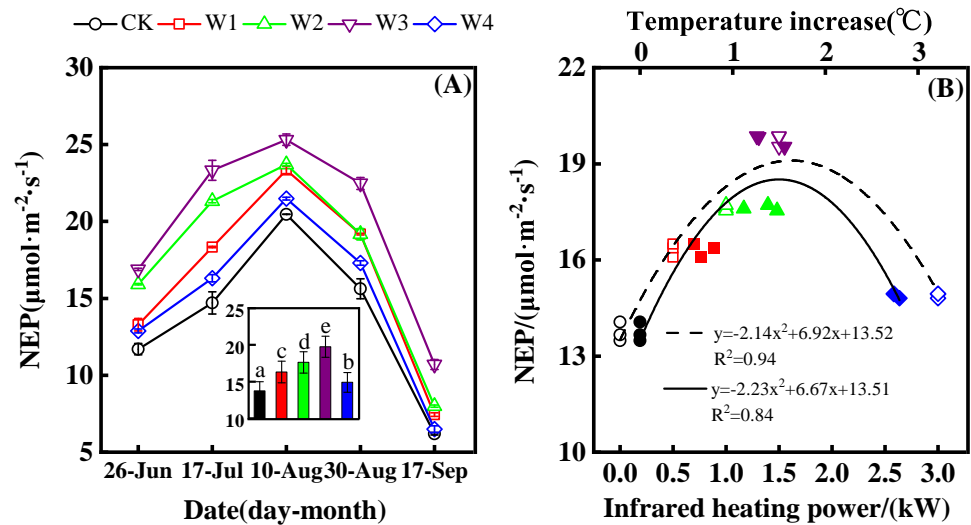 CK W1 W2 W3 W4
(A)
NEP(μmol·m⁻²·s⁻¹)
30
25
20
15
10
5
26-Jun 17-Jul 10-Aug 30-Aug 17-Sep
Date(day-month)
25
20
15
10
a c d e b
Temperature increase(℃)
0 1 2 3
(B)
NEP/(μmol·m⁻²·s⁻¹)
22
19
16
13
10
y=-2.14x²+6.92x+13.52
R²=0.94
y=-2.23x²+6.67x+13.51
R²=0.84
0.0 0.5 1.0 1.5 2.0 2.5 3.0
Infrared heating power/(kW)